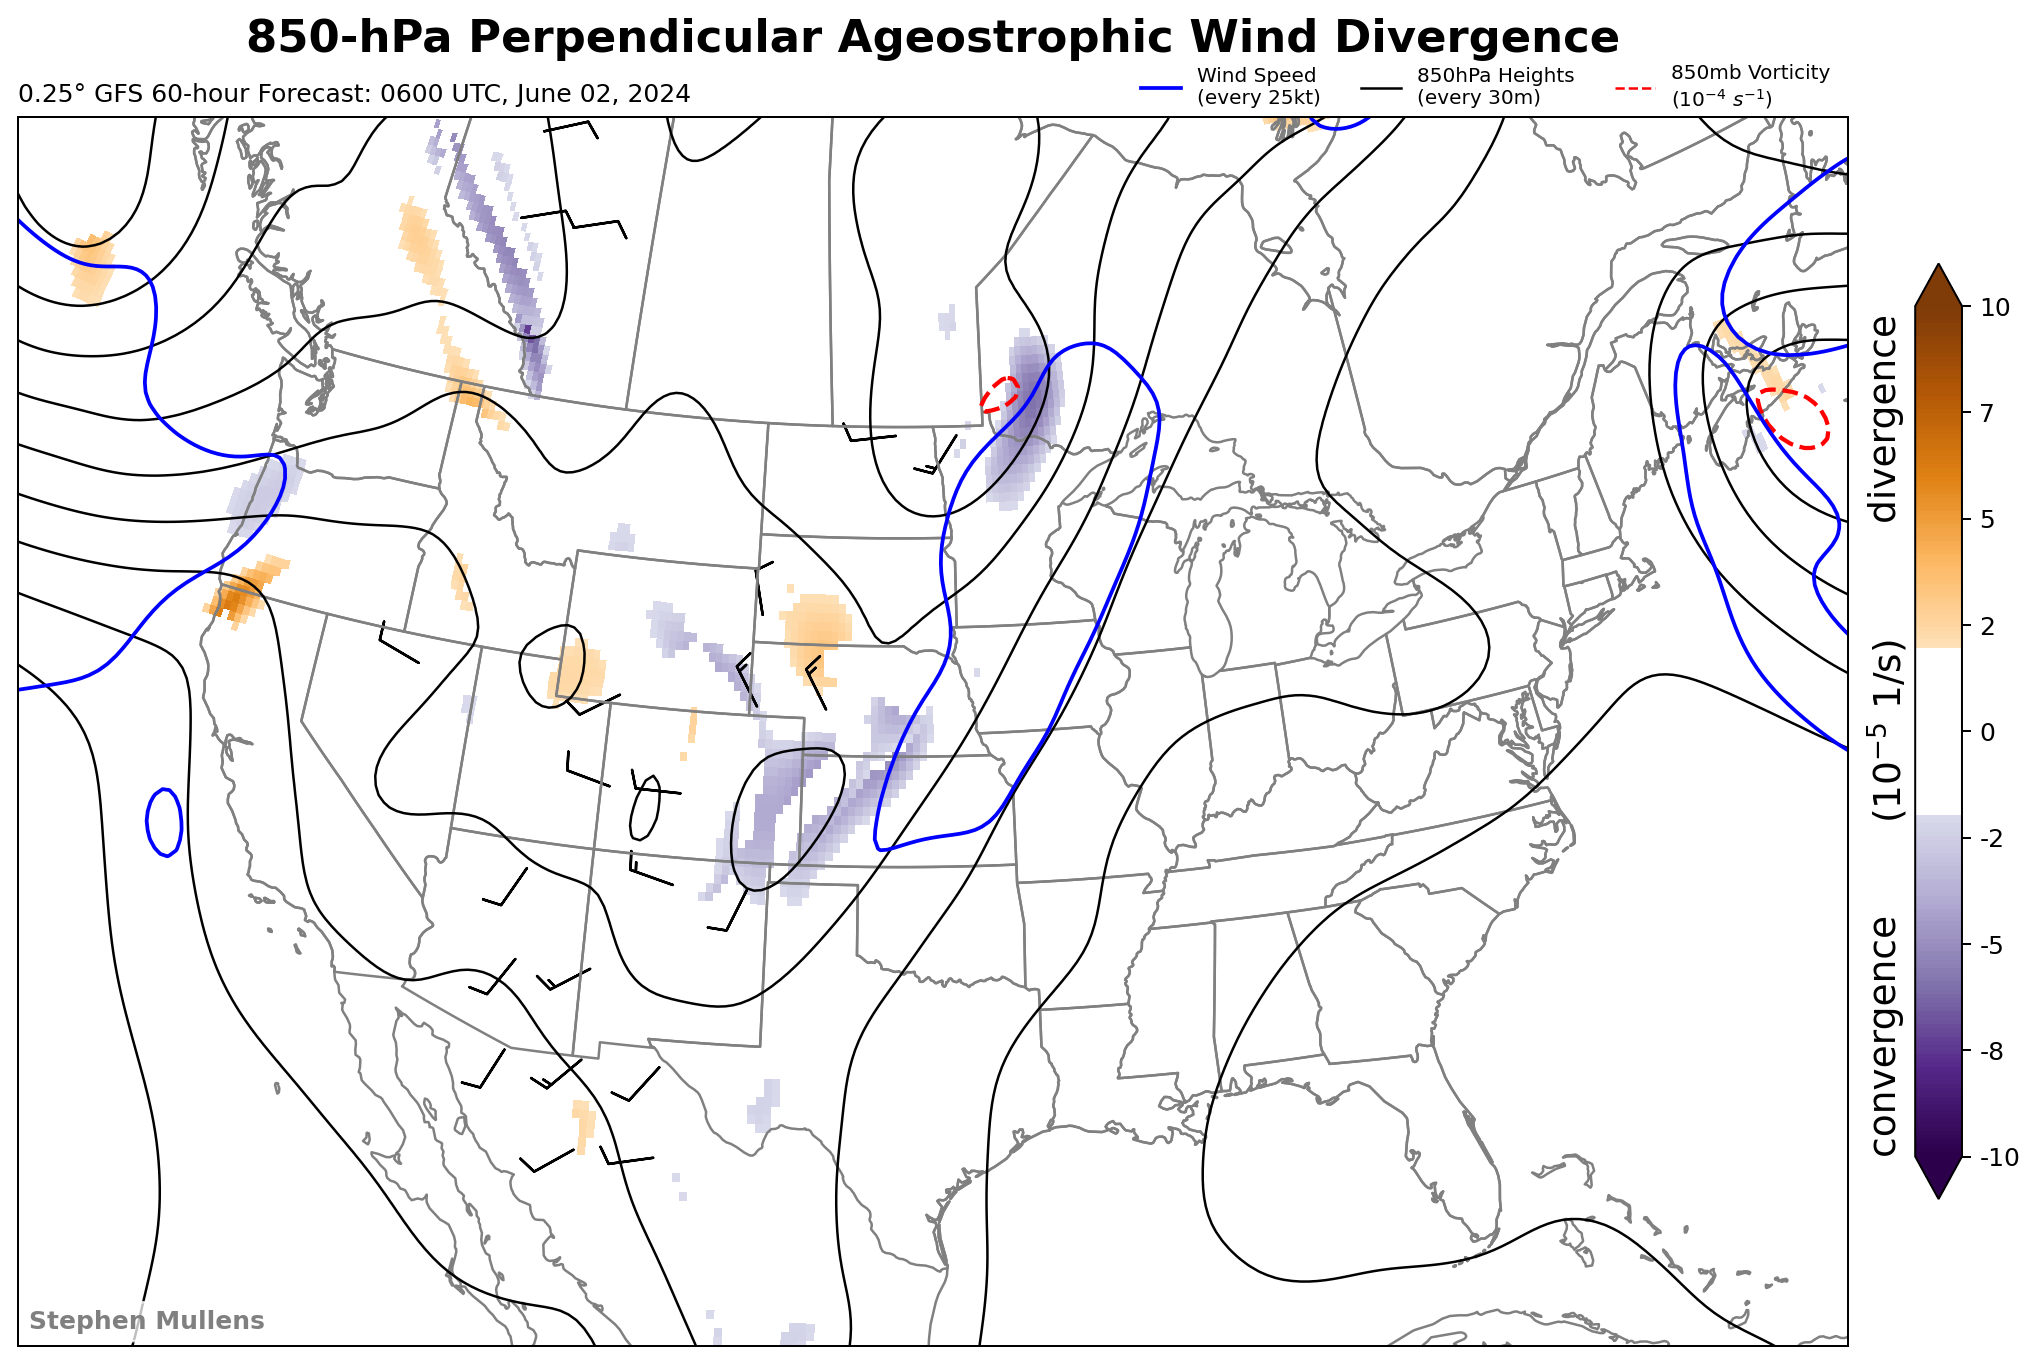 850-hPa Perpendicular Ageostrophic Wind Divergence
0.25° GFS 60-hour Forecast: 0600 UTC, June 02, 2024
Wind Speed
(every 25kt)
850hPa Heights
(every 30m)
850mb Vorticity
(10⁻⁴ s⁻¹)
10
7
5
2
0
-2
-5
-8
-10
convergence (10⁻⁵ 1/s) divergence
Stephen Mullens